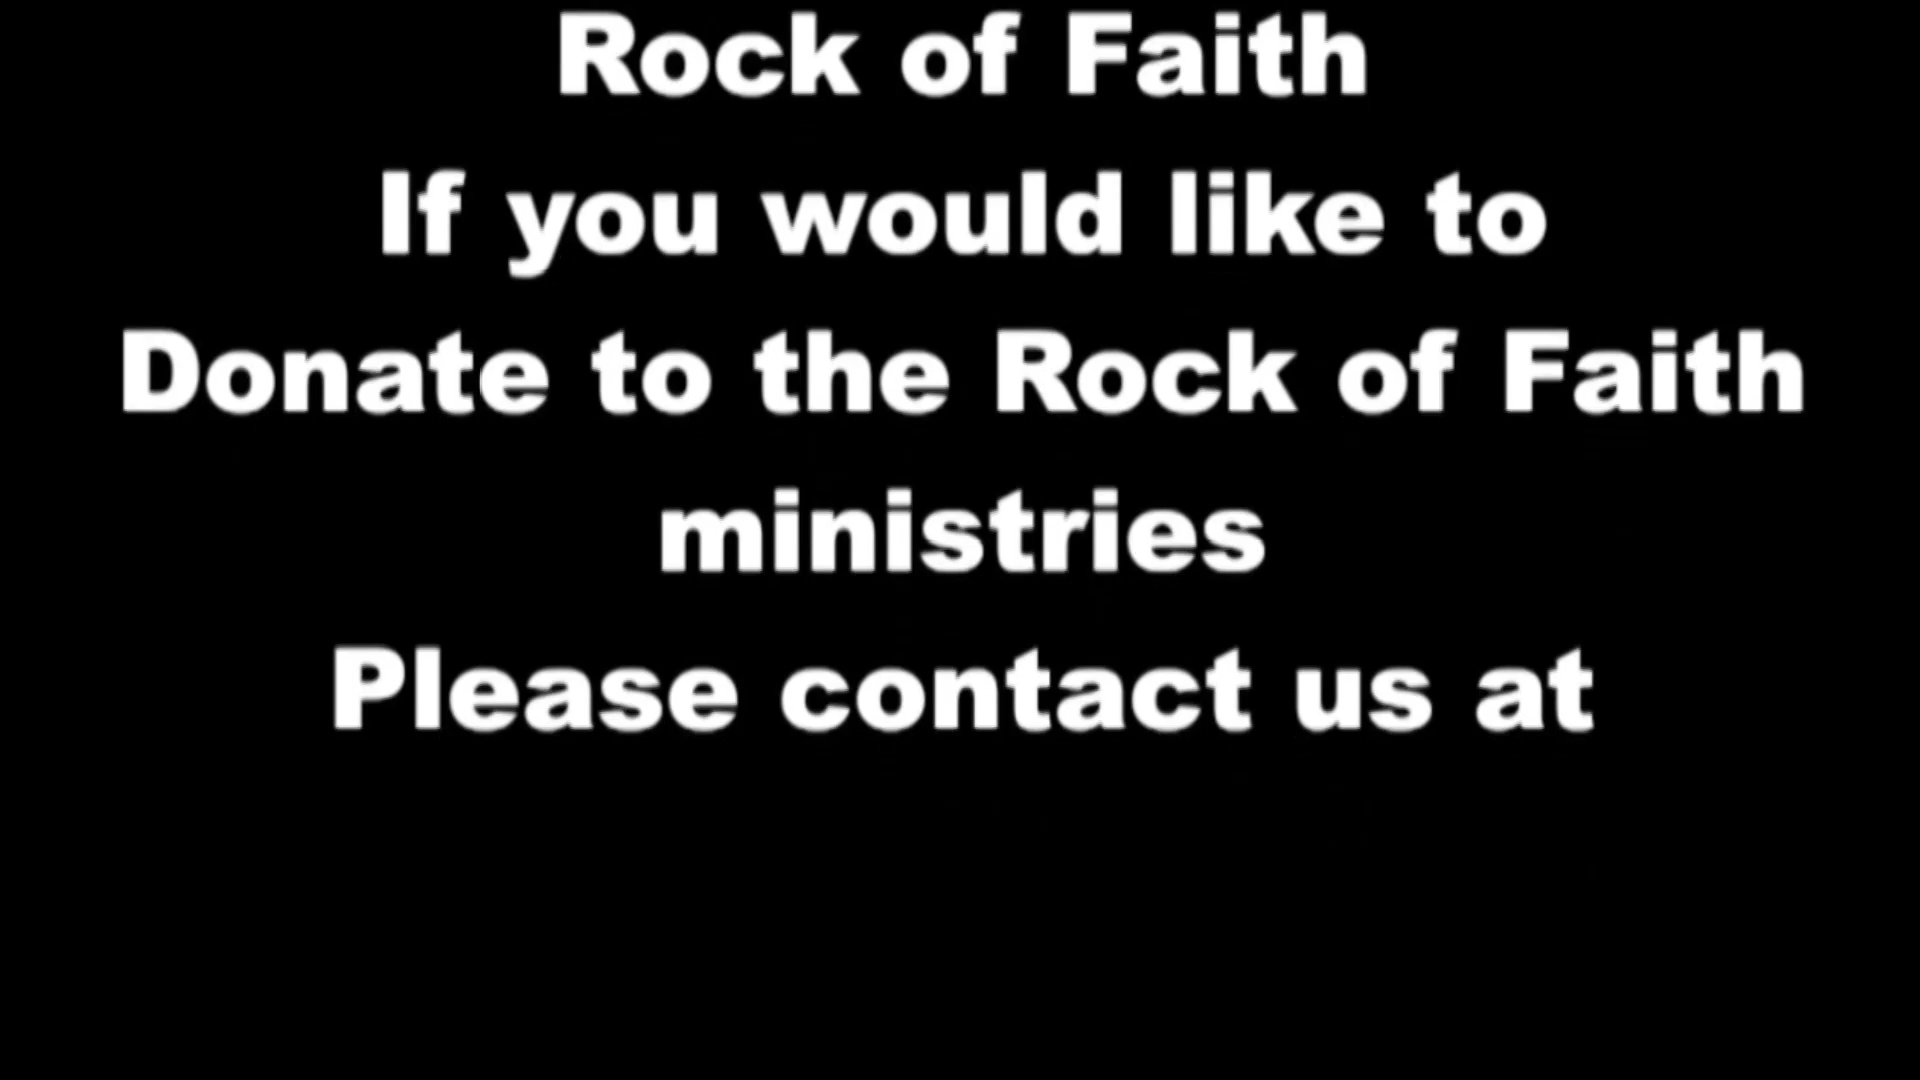 Rock of Faith
If you would like to
Donate to the Rock of Faith
ministries
Please contact us at